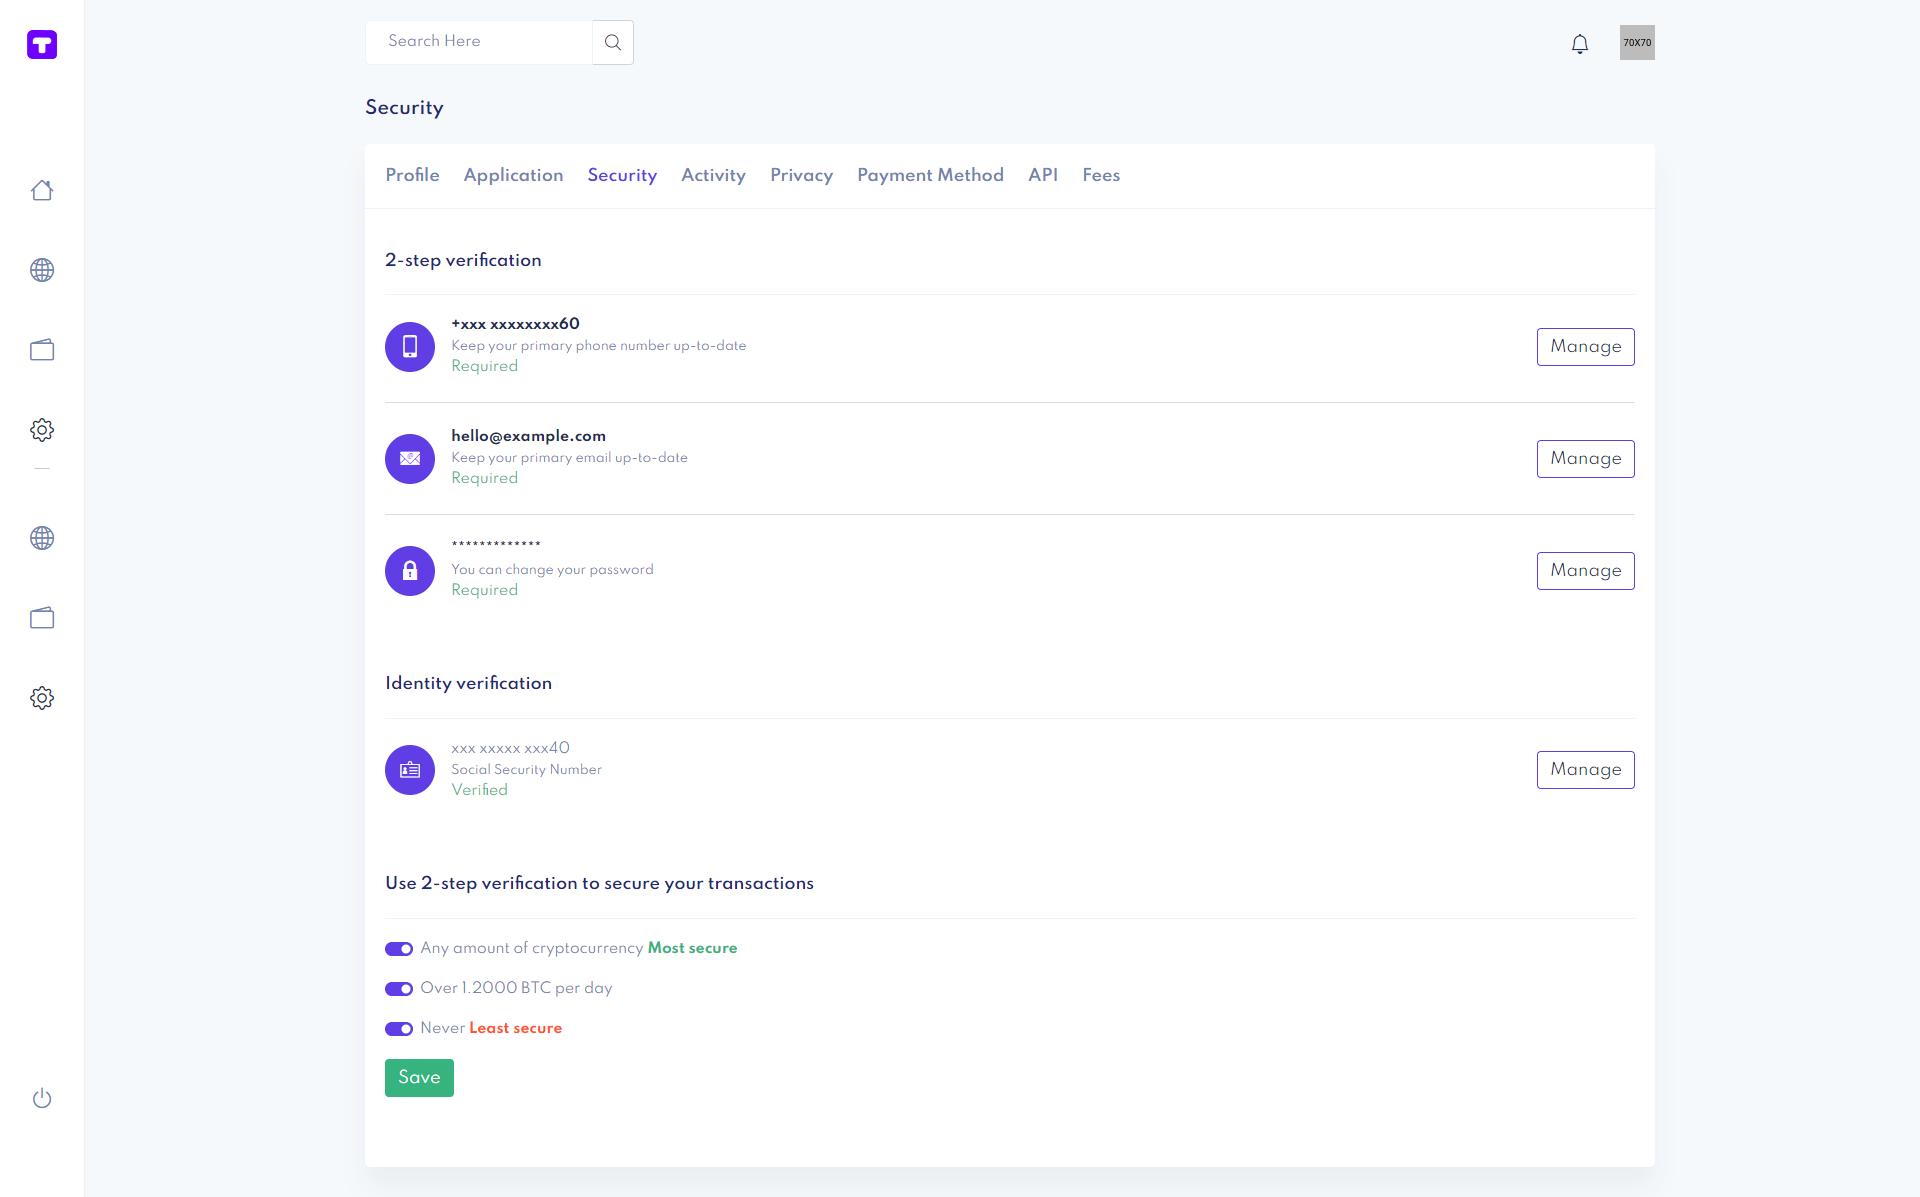 T
Search Here
70X70
Security
Profile Application Security Activity Privacy Payment Method API Fees
2-step verification
+xxx xxxxxxxx60
Keep your primary phone number up-to-date
Required
Manage
hello@example.com
Keep your primary email up-to-date
Required
Manage
*************
You can change your password
Required
Manage
Identity verification
xxx xxxxx xxx40
Social Security Number
Verified
Manage
Use 2-step verification to secure your transactions
Any amount of cryptocurrency Most secure
Over 1.2000 BTC per day
Never Least secure
Save